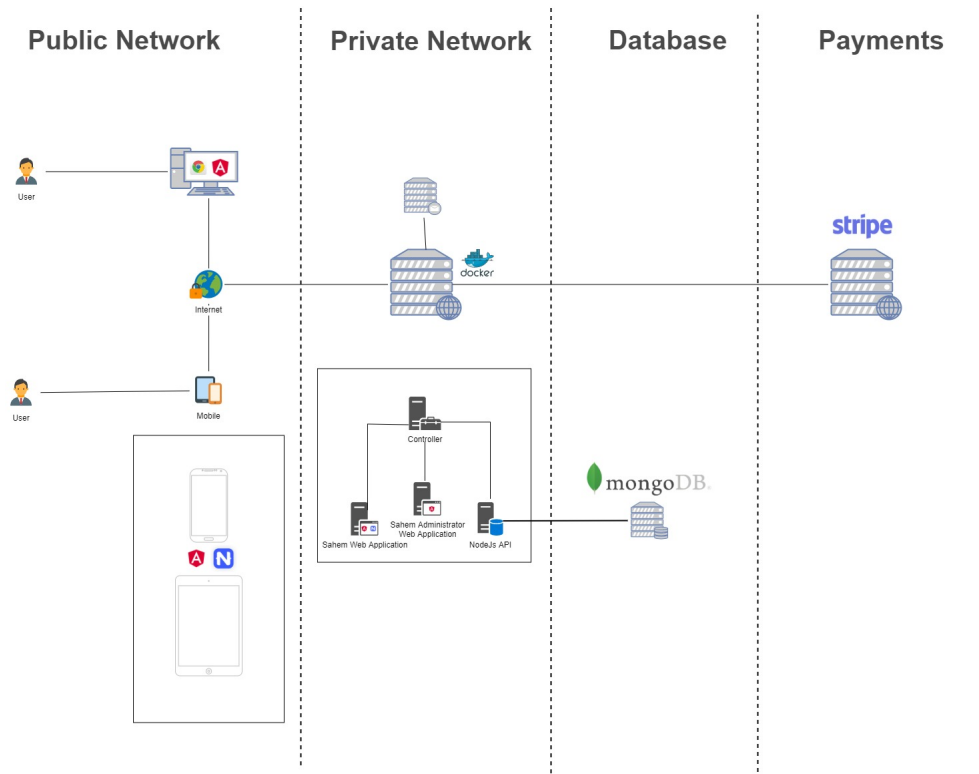 Public Network
Private Network
Database
Payments
User
stripe
docker
Internet
User
Mobile
Controller
mongoDB.
Sahem Web Application
Sahem Administrator
Web Application
NodeJs API